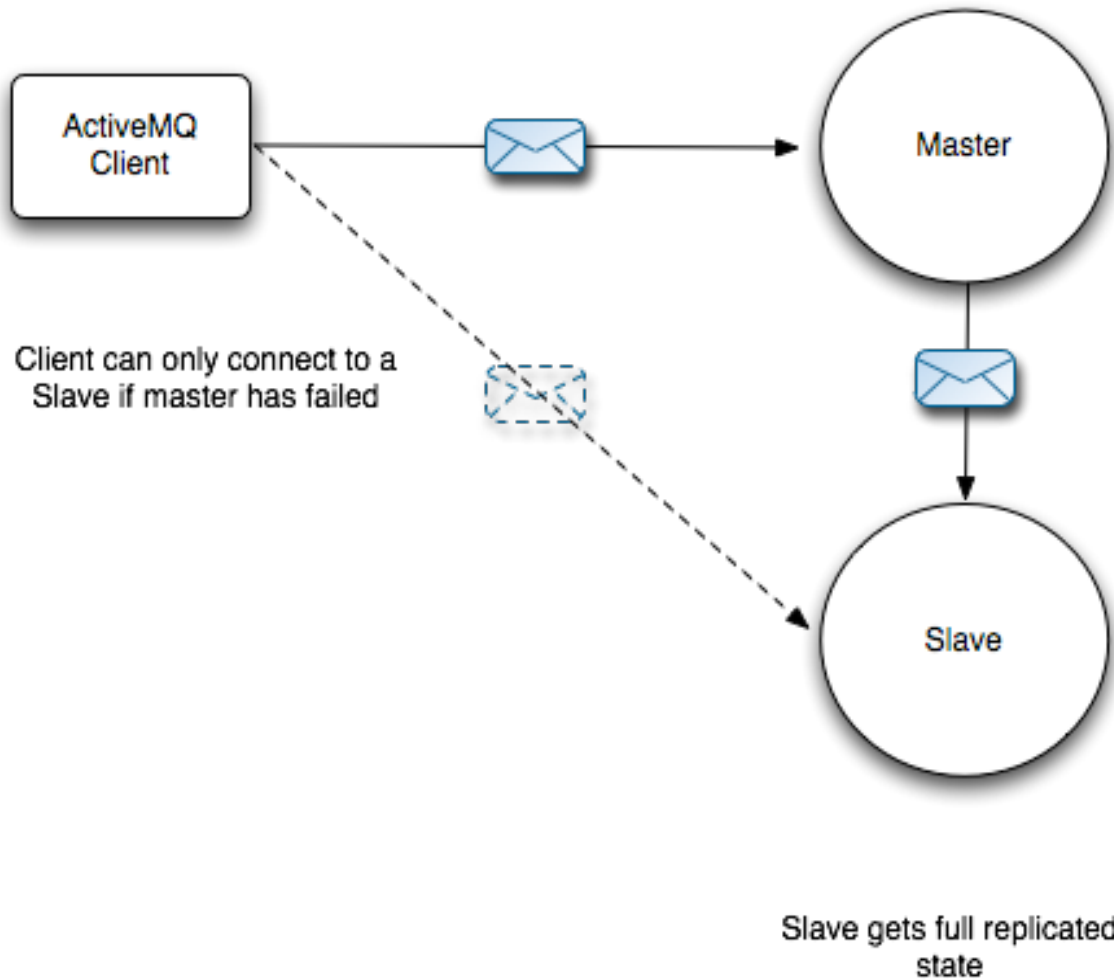 ActiveMQ
Client
Master
Client can only connect to a
Slave if master has failed
Slave
Slave gets full replicated
state